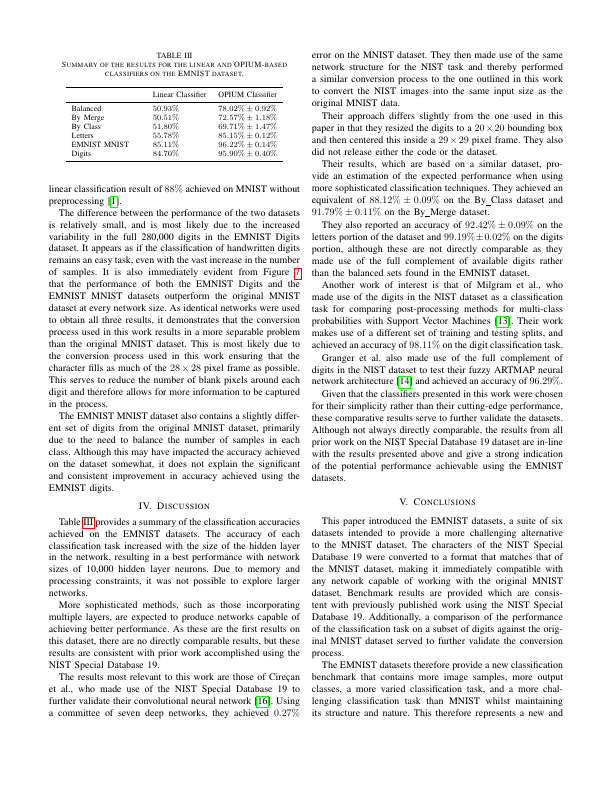 TABLE III
SUMMARY OF THE RESULTS FOR THE LINEAR AND OPIUM-BASED
CLASSIFIERS ON THE EMNIST DATASET.
Linear Classifier OPIUM Classifier
Balanced 50.93% 78.02% ± 0.92%
By Merge 50.51% 72.57% ± 1.18%
By Class 51.80% 69.71% ± 1.47%
Letters 55.78% 85.15% ± 0.12%
EMNIST MNIST 85.11% 96.22% ± 0.14%
Digits 84.70% 95.90% ± 0.40%
linear classification result of 88% achieved on MNIST without
preprocessing [1].
The difference between the performance of the two datasets
is relatively small, and is most likely due to the increased
variability in the full 280,000 digits in the EMNIST Digits
dataset. It appears as if the classification of handwritten digits
remains an easy task, even with the vast increase in the number
of samples. It is also immediately evident from Figure 7
that the performance of both the EMNIST Digits and the
EMNIST MNIST datasets outperform the original MNIST
dataset at every network size. As identical networks were used
to obtain all three results, it demonstrates that the conversion
process used in this work results in a more separable problem
than the original MNIST dataset. This is most likely due to
the conversion process used in this work ensuring that the
character fills as much of the 28 × 28 pixel frame as possible.
This serves to reduce the number of blank pixels around each
digit and therefore allows for more information to be captured
in the process.
The EMNIST MNIST dataset also contains a slightly differ-
ent set of digits from the original MNIST dataset, primarily
due to the need to balance the number of samples in each
class. Although this may have impacted the accuracy achieved
on the dataset somewhat, it does not explain the significant
and consistent improvement in accuracy achieved using the
EMNIST digits.
IV. DISCUSSION
Table III provides a summary of the classification accuracies
achieved on the EMNIST datasets. The accuracy of each
classification task increased with the size of the hidden layer
in the network, resulting in a best performance with network
sizes of 10,000 hidden layer neurons. Due to memory and
processing constraints, it was not possible to explore larger
networks.
More sophisticated methods, such as those incorporating
multiple layers, are expected to produce networks capable of
achieving better performance. As these are the first results on
this dataset, there are no directly comparable results, but these
results are consistent with prior work accomplished using the
NIST Special Database 19.
The results most relevant to this work are those of Cireçan
et al., who made use of the NIST Special Database 19 to
further validate their convolutional neural network [16]. Using
a committee of seven deep networks, they achieved 0.27%
error on the MNIST dataset. They then made use of the same
network structure for the NIST task and thereby performed
a similar conversion process to the one outlined in this work
to convert the NIST images into the same input size as the
original MNIST data.
Their approach differs slightly from the one used in this
paper in that they resized the digits to a 20 × 20 bounding box
and then centered this inside a 29 × 29 pixel frame. They also
did not release either the code or the dataset.
Their results, which are based on a similar dataset, pro-
vide an estimation of the expected performance when using
more sophisticated classification techniques. They achieved an
equivalent of 88.12% ± 0.09% on the By_Class dataset and
91.79% ± 0.11% on the By_Merge dataset.
They also reported an accuracy of 92.42% ± 0.09% on the
letters portion of the dataset and 99.19%±0.02% on the digits
portion, although these are not directly comparable as they
made use of the full complement of available digits rather
than the balanced sets found in the EMNIST dataset.
Another work of interest is that of Milgram et al., who
made use of the digits in the NIST dataset as a classification
task for comparing post-processing methods for multi-class
probabilities with Support Vector Machines [13]. Their work
makes use of a different set of training and testing splits, and
achieved an accuracy of 98.11% on the digit classification task.
Granger et al. also made use of the full complement of
digits in the NIST dataset to test their fuzzy ARTMAP neural
network architecture [14] and achieved an accuracy of 96.29%.
Given that the classifiers presented in this work were chosen
for their simplicity rather than their cutting-edge performance,
these comparative results serve to further validate the datasets.
Although not always directly comparable, the results from all
prior work on the NIST Special Database 19 dataset are in-line
with the results presented above and give a strong indication
of the potential performance achievable using the EMNIST
datasets.
V. CONCLUSIONS
This paper introduced the EMNIST datasets, a suite of six
datasets intended to provide a more challenging alternative
to the MNIST dataset. The characters of the NIST Special
Database 19 were converted to a format that matches that of
the MNIST dataset, making it immediately compatible with
any network capable of working with the original MNIST
dataset. Benchmark results are provided which are consis-
tent with previously published work using the NIST Special
Database 19. Additionally, a comparison of the performance
of the classification task on a subset of digits against the orig-
inal MNIST dataset served to further validate the conversion
process.
The EMNIST datasets therefore provide a new classification
benchmark that contains more image samples, more output
classes, a more varied classification task, and a more chal-
lenging classification task than MNIST whilst maintaining
its structure and nature. This therefore represents a new and